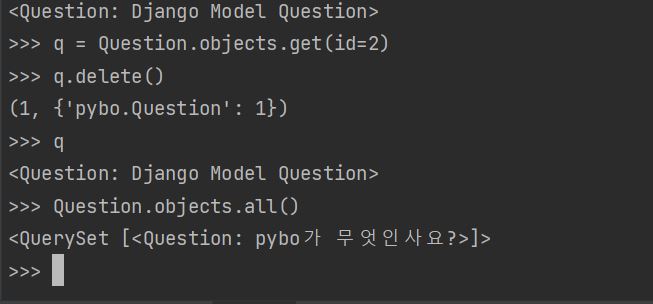 <Question: Django Model Question>
>>> q = Question.objects.get(id=2)
>>> q.delete()
(1, {'pybo.Question': 1})
>>> q
<Question: Django Model Question>
>>> Question.objects.all()
<QuerySet [<Question: pybo가 무엇인사요?>]>
>>>